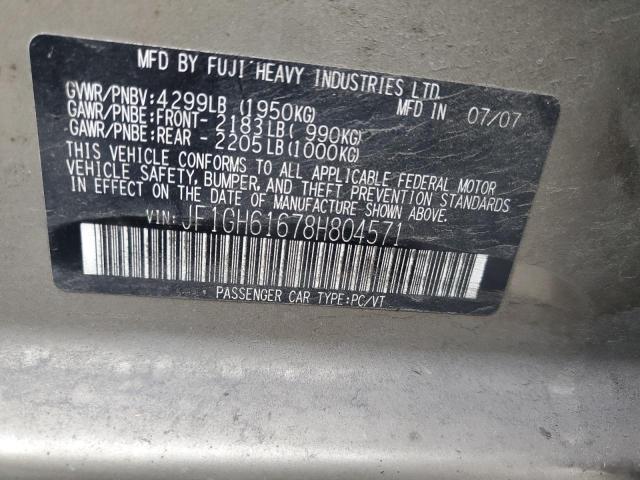 MFD BY FUJI HEAVY INDUSTRIES LTD.
GVWR/PNBV:4299LB (1950KG) MFD IN 07/07
GAWR/PNBE:FRONT- 2183LB( 990KG)
GAWR/PNBE:REAR - 2205LB(1000KG)
THIS VEHICLE CONFORMS TO ALL APPLICABLE FEDERAL MOTOR
VEHICLE SAFETY, BUMPER, AND THEFT PREVENTION STANDARDS
IN EFFECT ON THE DATE OF MANUFACTURE SHOWN ABOVE.
VIN:JF1GH61678H804571
PASSENGER CAR TYPE:PC/VT